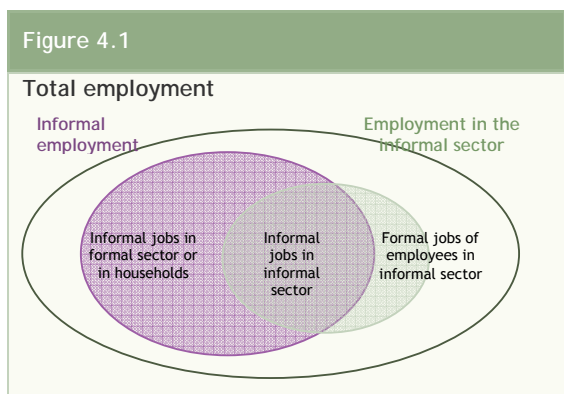 Figure 4.1
Total employment
Informal
employment
Employment in the
informal sector
Informal jobs in
formal sector or
in households
Informal
jobs in
informal
sector
Formal jobs of
employees in
informal sector